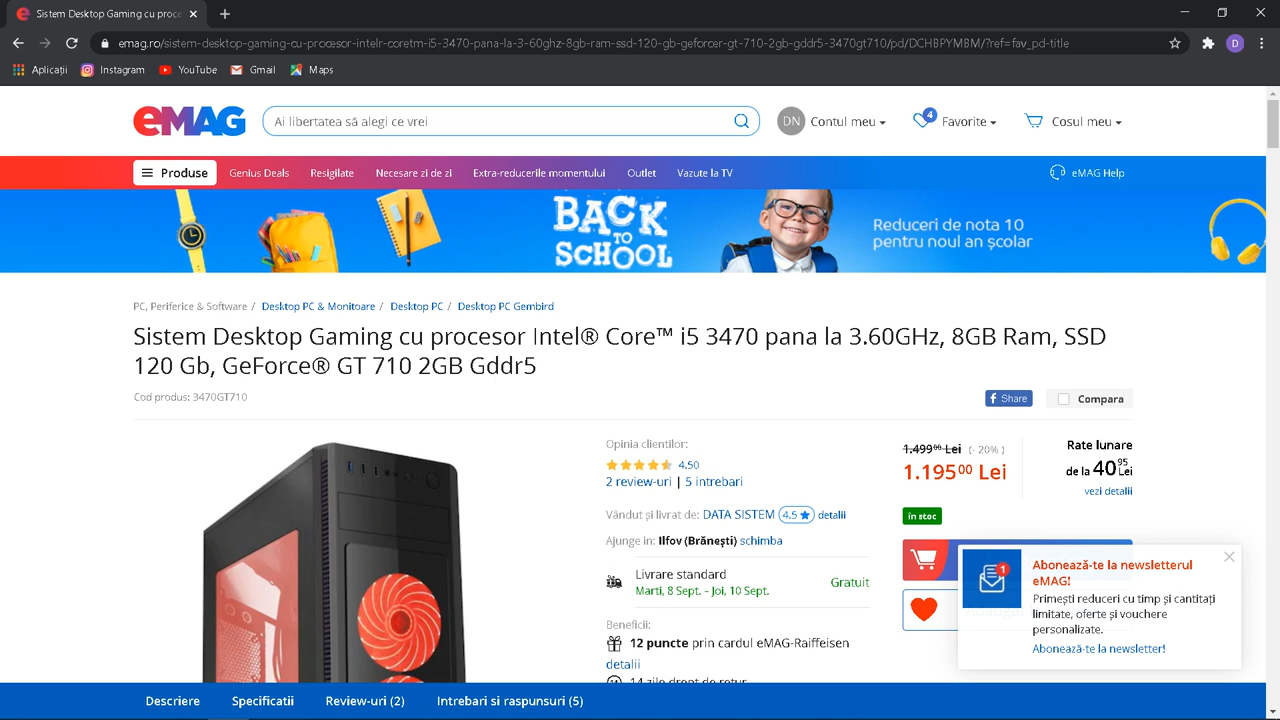 Sistem Desktop Gaming cu proces
emag.ro/sistem-desktop-gaming-cu-procesor-intelr-coretm-i5-3470-pana-la-3-60ghz-8gb-ram-ssd-120-gb-geforcer-gt-710-2gb-gddr5-3470gt710/pd/DCHBPYMBM/?ref=fav_pd-title
D
Aplicații Instagram YouTube Gmail Maps
eMAG
Ai libertatea să alegi ce vrei
DN Contul meu
4 Favorite
Cosul meu
Produse Genius Deals Resigilate Necesare zi de zi Extra-reducerile momentului Outlet Vazute la TV eMAG Help
BACK
TO
SCHOOL
Reduceri de nota 10
pentru noul an școlar
PC, Periferice & Software / Desktop PC & Monitoare / Desktop PC / Desktop PC Gembird
Sistem Desktop Gaming cu procesor Intel® Core™ i5 3470 pana la 3.60GHz, 8GB Ram, SSD
120 Gb, GeForce® GT 710 2GB Gddr5
Cod produs: 3470GT710
Share Compara
Opinia clientilor:
4.50
2 review-uri | 5 intrebari
Vândut și livrat de: DATA SISTEM 4.5 detalii
Ajunge in: Ilfov (Brănești) schimba
Livrare standard
Marti, 8 Sept. - Joi, 10 Sept.
Gratuit
Beneficii:
12 puncte prin cardul eMAG-Raiffeisen
detalii
14 zile drept de retur
1.499⁰⁰ Lei (- 20% )
1.195⁰⁰ Lei
Rate lunare
de la 40⁹⁵ Lei
vezi detalii
în stoc
1
Abonează-te la newsletterul
eMAG!
Primești reduceri cu timp și cantități
limitate, oferte și vouchere
personalizate.
Abonează-te la newsletter!
Descriere Specificatii Review-uri (2) Intrebari si raspunsuri (5)